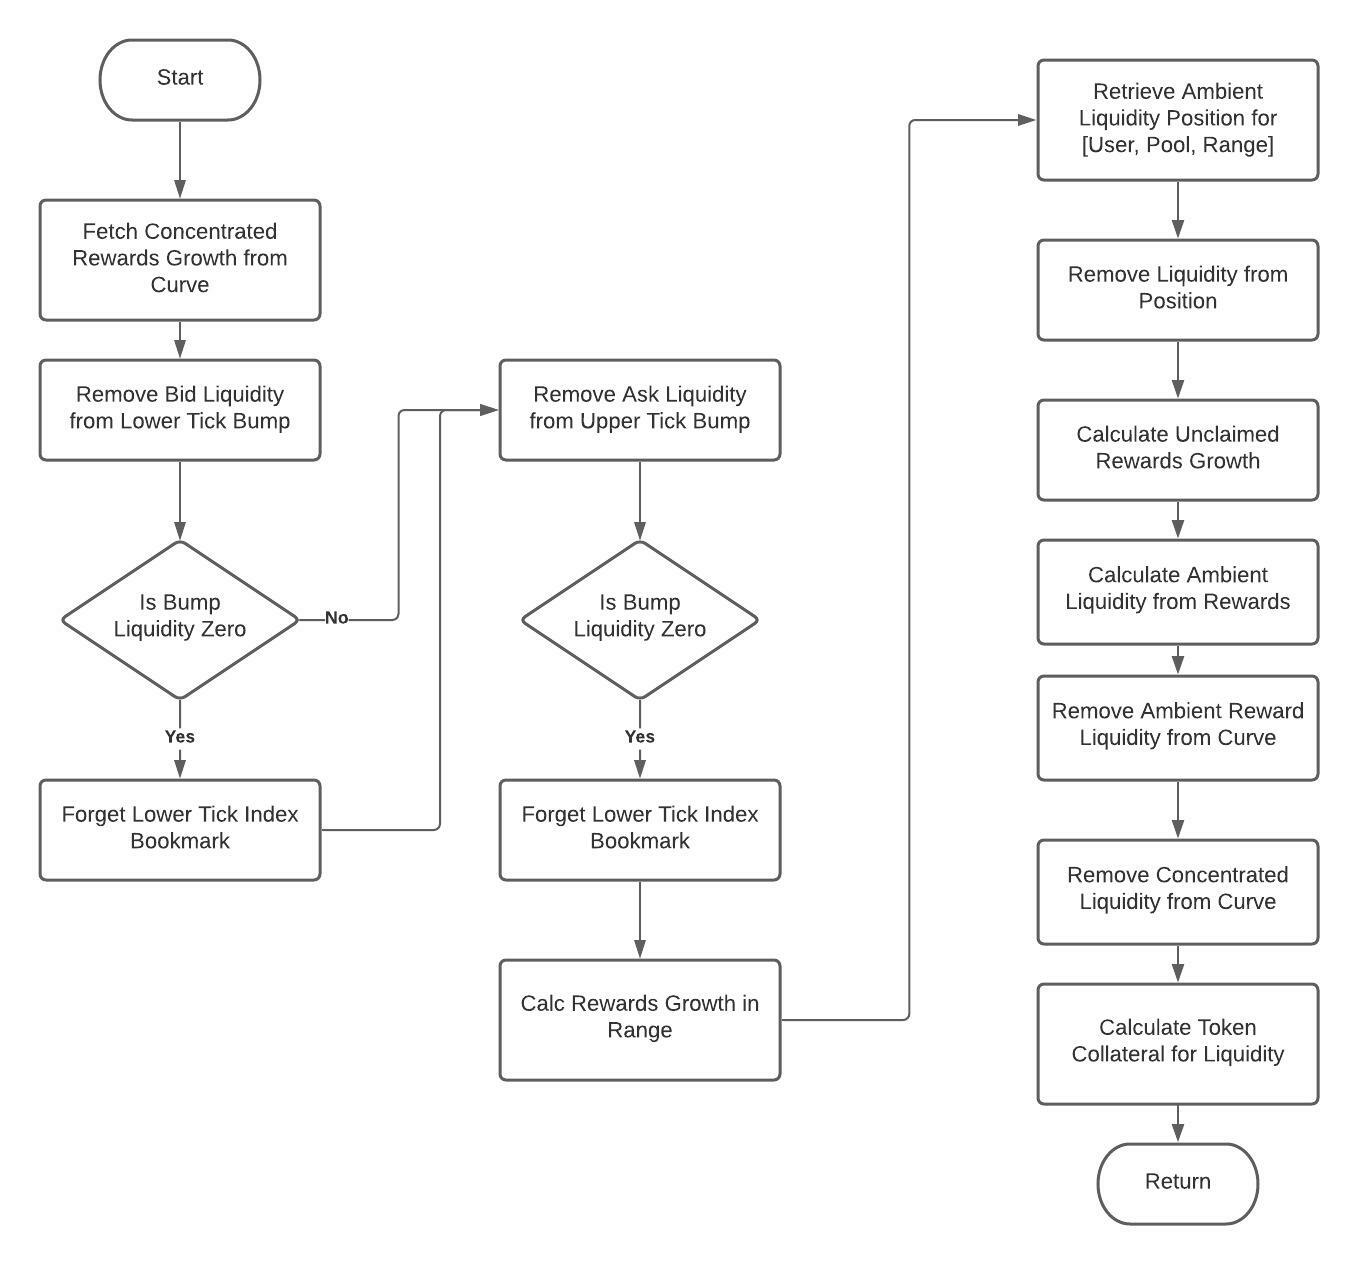 Start
Fetch Concentrated
Rewards Growth from
Curve
Remove Bid Liquidity
from Lower Tick Bump
Is Bump
Liquidity Zero
No
Yes
Forget Lower Tick Index
Bookmark
Remove Ask Liquidity
from Upper Tick Bump
Is Bump
Liquidity Zero
Yes
Forget Lower Tick Index
Bookmark
Calc Rewards Growth in
Range
Retrieve Ambient
Liquidity Position for
[User, Pool, Range]
Remove Liquidity from
Position
Calculate Unclaimed
Rewards Growth
Calculate Ambient
Liquidity from Rewards
Remove Ambient Reward
Liquidity from Curve
Remove Concentrated
Liquidity from Curve
Calculate Token
Collateral for Liquidity
Return